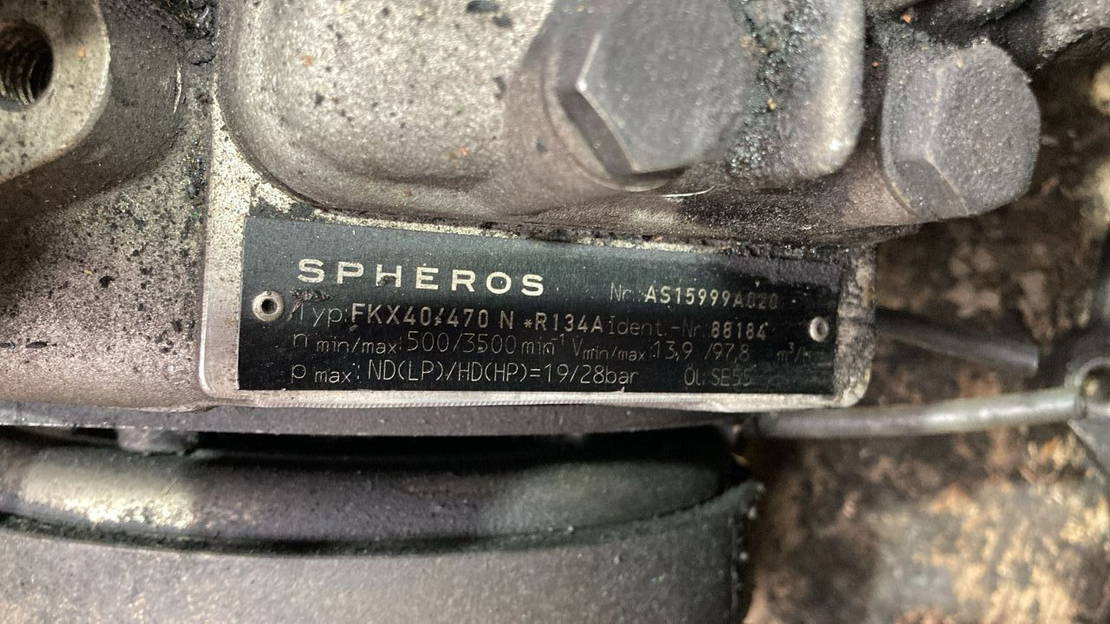 SPHEROS
Nr. AS15999A020
Typ: FKX40/470 N *R134A Ident.-Nr. 88184
n min/max: 500/3500 min⁻¹ Vmin/max: 13,9 /97,8 m³/h
p max: ND(LP)/HD(HP)=19/28bar Öl: SE55